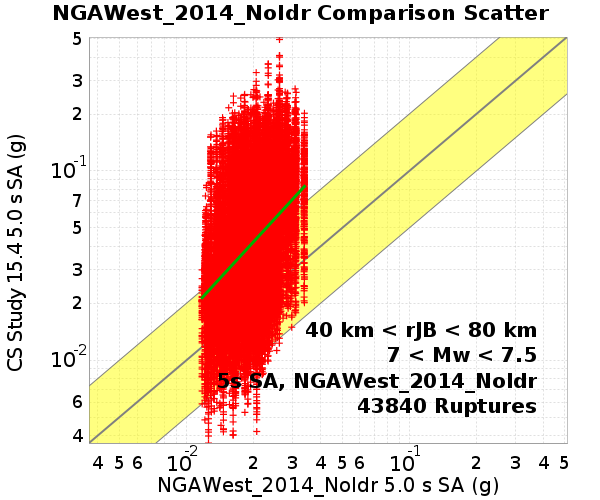 NGAWest_2014_NoIdr Comparison Scatter
CS Study 15.4 5.0 s SA (g)
5
3
2
10-1
7
5
3
2
10-2
6
4
40 km < rJB < 80 km
7 < Mw < 7.5
5s SA, NGAWest_2014_NoIdr
43840 Ruptures
4 5 6 10-2 2 3 4 5 6 10-1 2 3 4 5
NGAWest_2014_NoIdr 5.0 s SA (g)